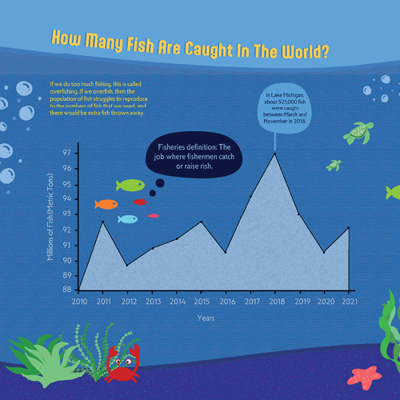 How Many Fish Are Caught In The World?
If we do too much fishing, this is called
overfishing. If we overfish, then the
population of fish struggles to reproduce
to the numbers of fish that we need, and
there would be extra fish thrown away.
In Lake Michigan,
about 521,000 fish
were caught
between March and
November in 2018.
Fisheries definition: The
job where fishermen catch
or raise fish.
Millions of Fish (Metric Tons)
97
96
95
94
93
92
91
90
89
88
2010 2011 2012 2013 2014 2015 2016 2017 2018 2019 2020 2021
Years